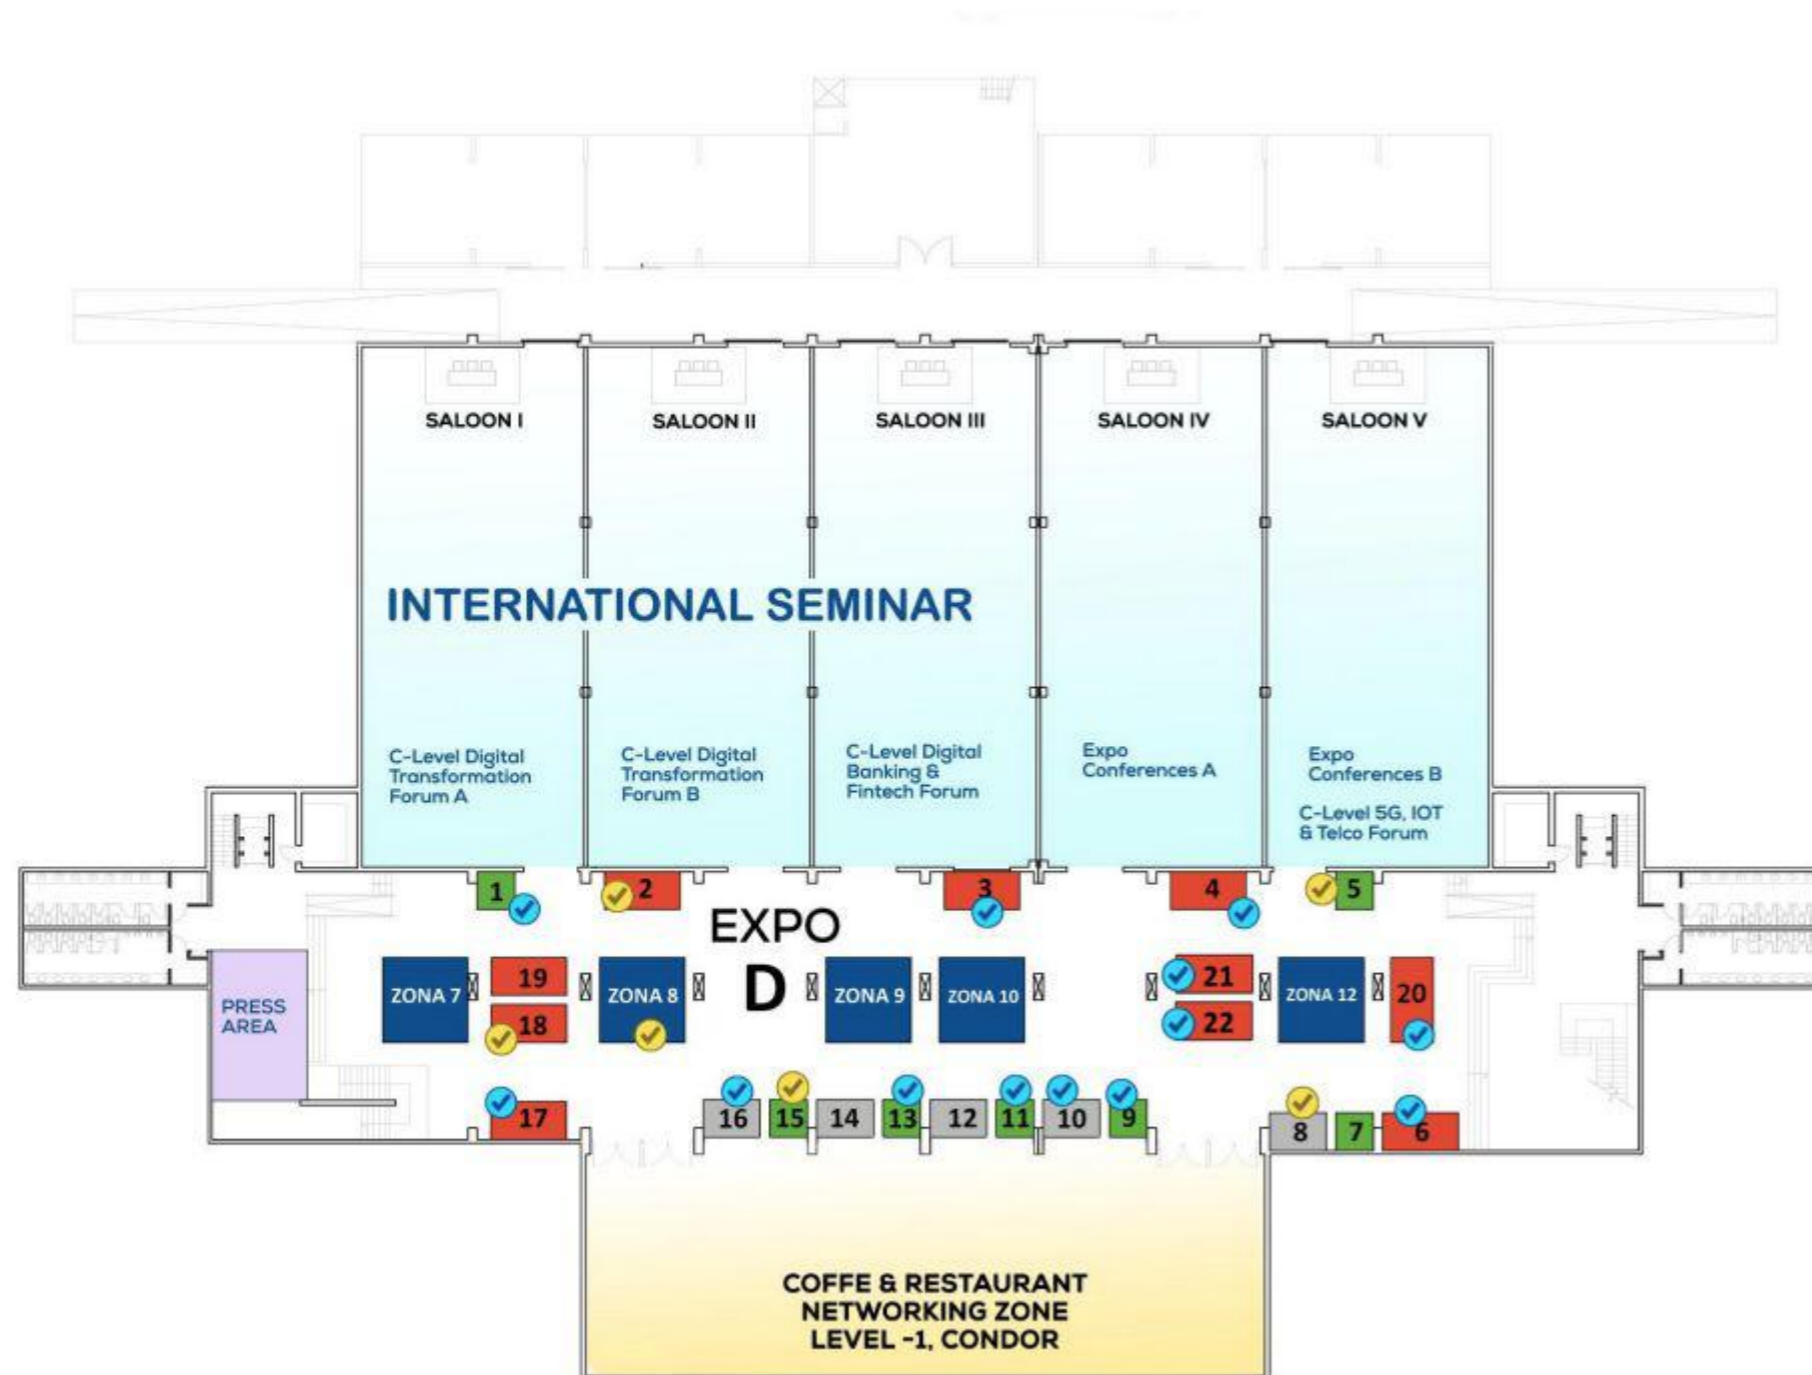 SALOON I
SALOON II
SALOON III
SALOON IV
SALOON V
INTERNATIONAL SEMINAR
C-Level Digital
Transformation
Forum A
C-Level Digital
Transformation
Forum B
C-Level Digital
Banking &
Fintech Forum
Expo
Conferences A
Expo
Conferences B
C-Level 5G, IOT
& Telco Forum
1
2
3
4
5
EXPO
D
PRESS
AREA
ZONA 7
19
18
ZONA 8
ZONA 9
ZONA 10
21
22
ZONA 12
20
17
16
15
14
13
12
11
10
9
8
7
6
COFFE & RESTAURANT
NETWORKING ZONE
LEVEL -1, CONDOR